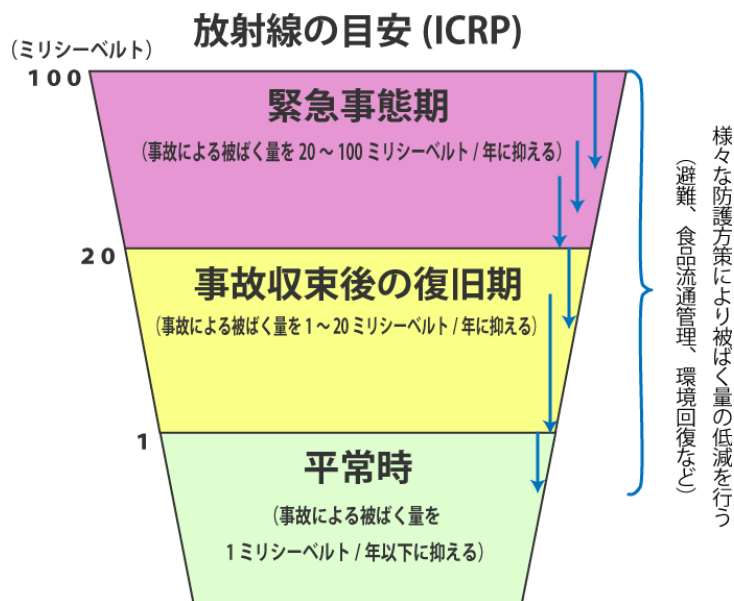 放射線の目安 (ICRP)
（ミリシーベルト）
100
緊急事態期
（事故による被ばく量を 20 〜 100 ミリシーベルト / 年に抑える）
20
事故収束後の復旧期
（事故による被ばく量を 1 〜 20 ミリシーベルト / 年に抑える）
1
平常時
（事故による被ばく量を
1 ミリシーベルト / 年以下に抑える）
様々な防護方策により被ばく量の低減を行う
（避難、食品流通管理、環境回復など）